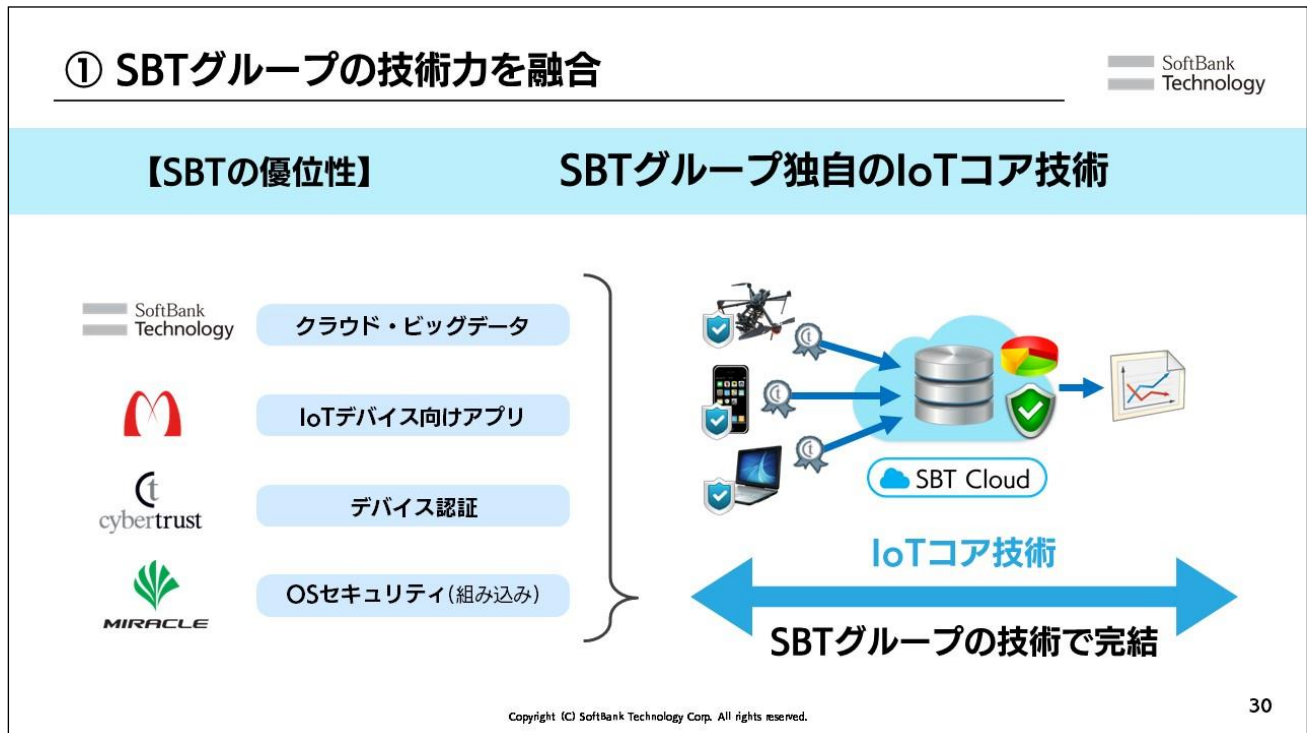 ① SBTグループの技術力を融合
SoftBank
Technology
【SBTの優位性】 SBTグループ独自のIoTコア技術
SoftBank
Technology
クラウド・ビッグデータ
IoTデバイス向けアプリ
cybertrust
デバイス認証
MIRACLE
OSセキュリティ(組み込み)
SBT Cloud
IoTコア技術
SBTグループの技術で完結
Copyright (C) SoftBank Technology Corp. All rights reserved.
30